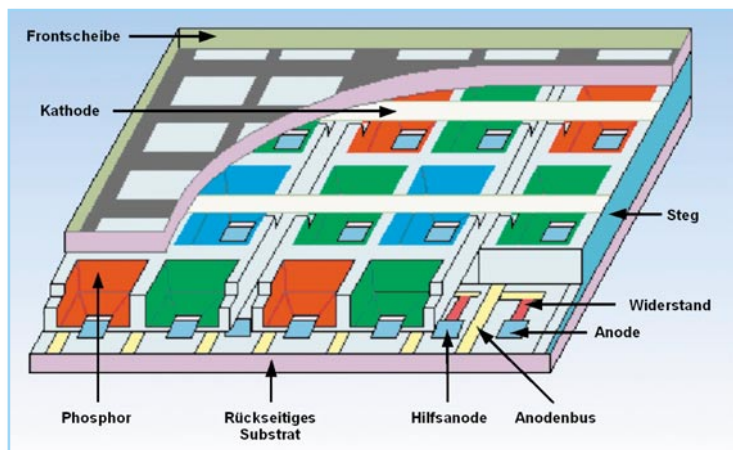 Frontscheibe
Kathode
Steg
Widerstand
Anode
Phosphor
Rückseitiges
Substrat
Hilfsanode
Anodenbus